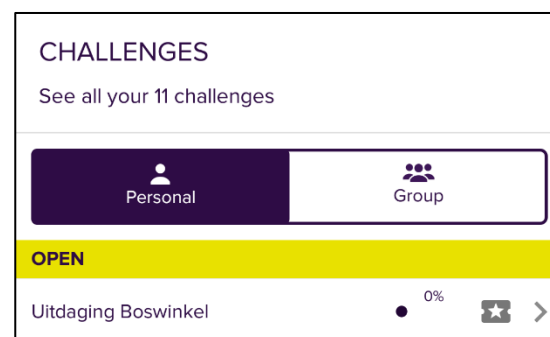 CHALLENGES
See all your 11 challenges
Personal
Group
OPEN
Uitdaging Boswinkel
0%